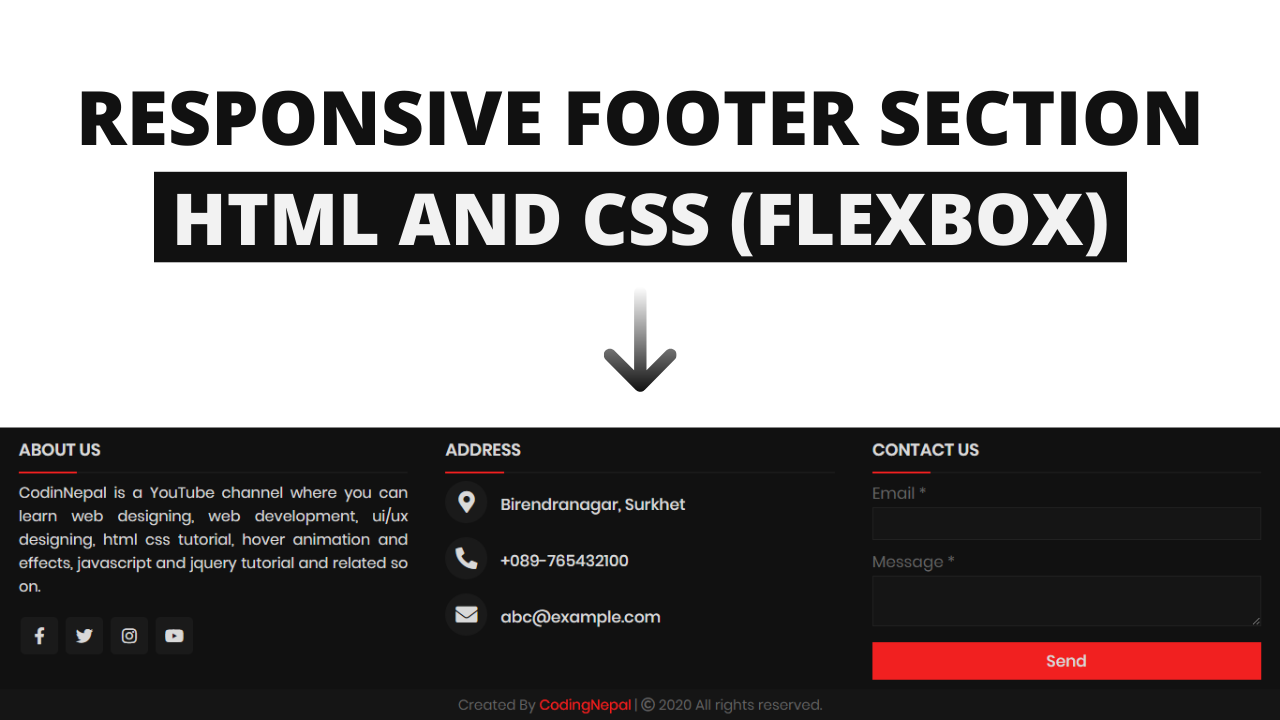 RESPONSIVE FOOTER SECTION
HTML AND CSS (FLEXBOX)
ABOUT US
CodinNepal is a YouTube channel where you can
learn web designing, web development, ui/ux
designing, html css tutorial, hover animation and
effects, javascript and jquery tutorial and related so
on.
ADDRESS
Birendranagar, Surkhet
+089-765432100
abc@example.com
CONTACT US
Email *
Message *
Send
Created By CodingNepal | © 2020 All rights reserved.